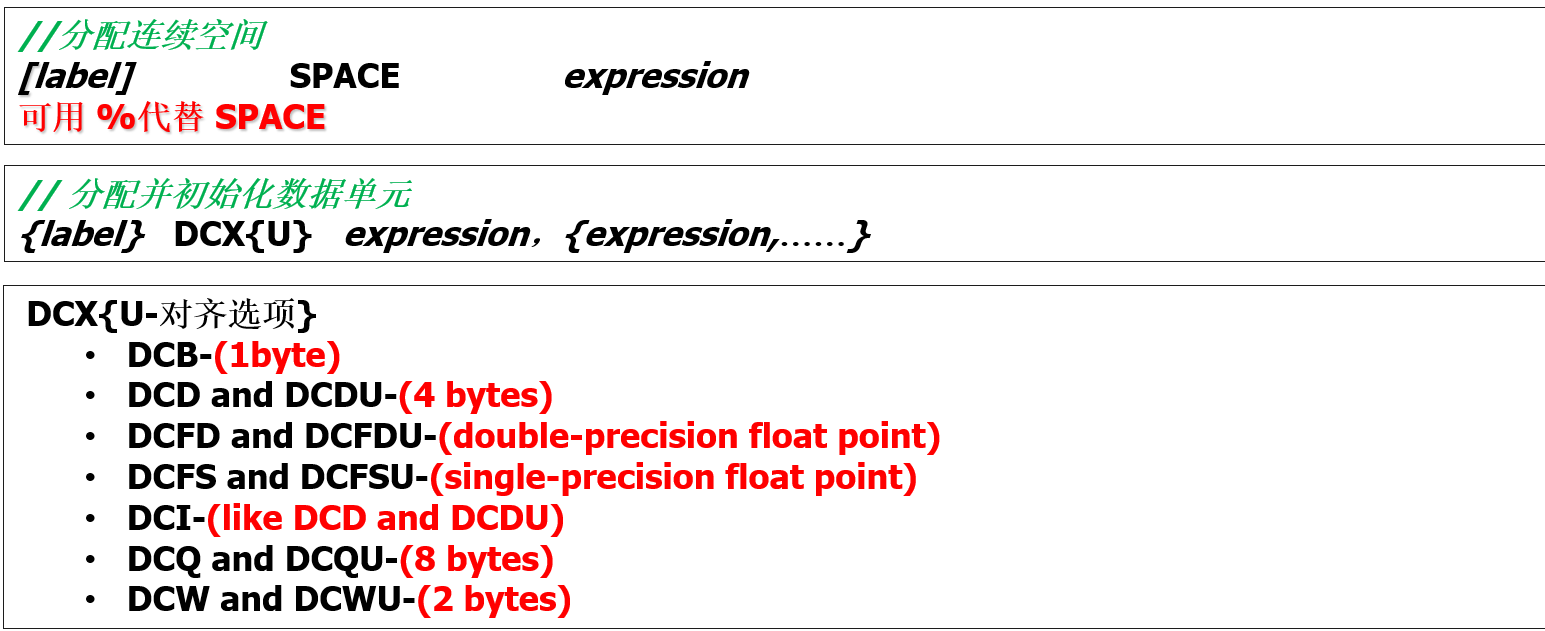 //分配连续空间
[label] SPACE expression
可用 %代替 SPACE
// 分配并初始化数据单元
{label} DCX{U} expression，{expression,……}
DCX{U-对齐选项}
• DCB-(1byte)
• DCD and DCDU-(4 bytes)
• DCFD and DCFDU-(double-precision float point)
• DCFS and DCFSU-(single-precision float point)
• DCI-(like DCD and DCDU)
• DCQ and DCQU-(8 bytes)
• DCW and DCWU-(2 bytes)